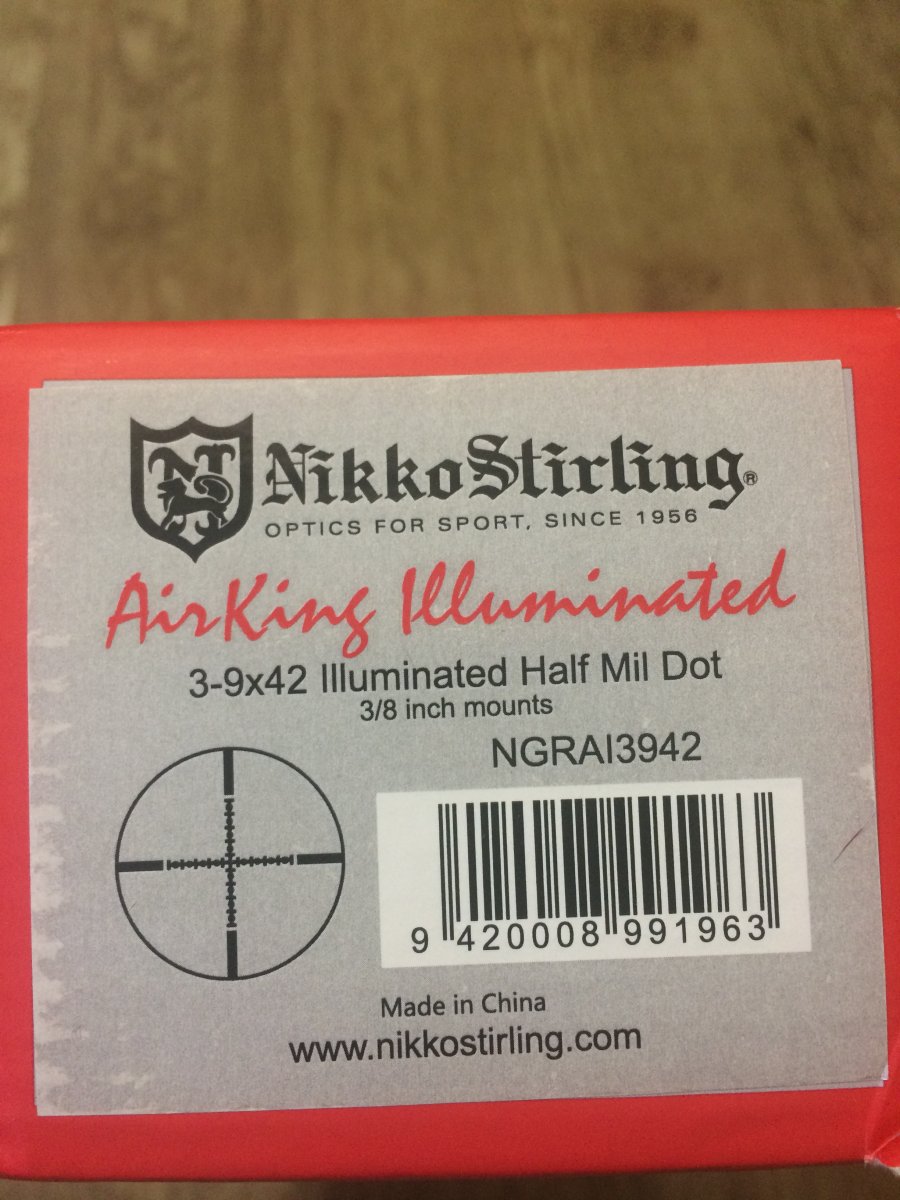 N
NikkoStirling®
OPTICS FOR SPORT, SINCE 1956
AirKing Illuminated
3-9x42 Illuminated Half Mil Dot
3/8 inch mounts
NGRAI3942
9 420008 991963
Made in China
www.nikkostirling.com